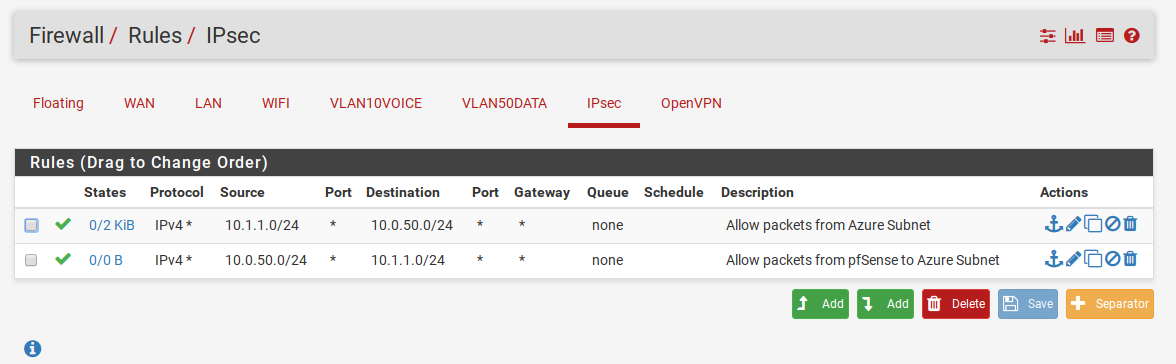 Firewall / Rules / IPsec
Floating WAN LAN WIFI VLAN10VOICE VLAN50DATA IPsec OpenVPN
Rules (Drag to Change Order)
States Protocol Source Port Destination Port Gateway Queue Schedule Description Actions
0/2 KiB IPv4 * 10.1.1.0/24 * 10.0.50.0/24 * * none Allow packets from Azure Subnet
0/0 B IPv4 * 10.0.50.0/24 * 10.1.1.0/24 * * none Allow packets from pfSense to Azure Subnet
Add Add Delete Save Separator